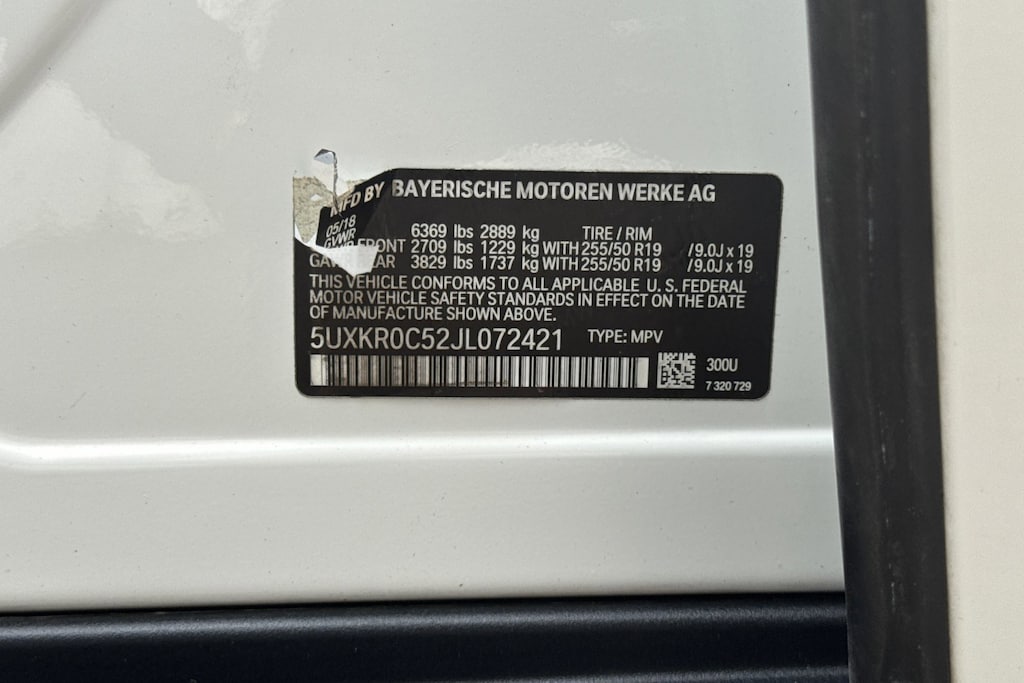 MFD BY BAYERISCHE MOTOREN WERKE AG
05/18
GVWR 6369 lbs 2889 kg TIRE / RIM
FRONT 2709 lbs 1229 kg WITH 255/50 R19 /9.0J x 19
3829 lbs 1737 kg WITH 255/50 R19 /9.0J x 19
THIS VEHICLE CONFORMS TO ALL APPLICABLE U. S. FEDERAL
MOTOR VEHICLE SAFETY STANDARDS IN EFFECT ON THE DATE
OF MANUFACTURE SHOWN ABOVE.
5UXKR0C52JL072421 TYPE: MPV
300U
7 320 729